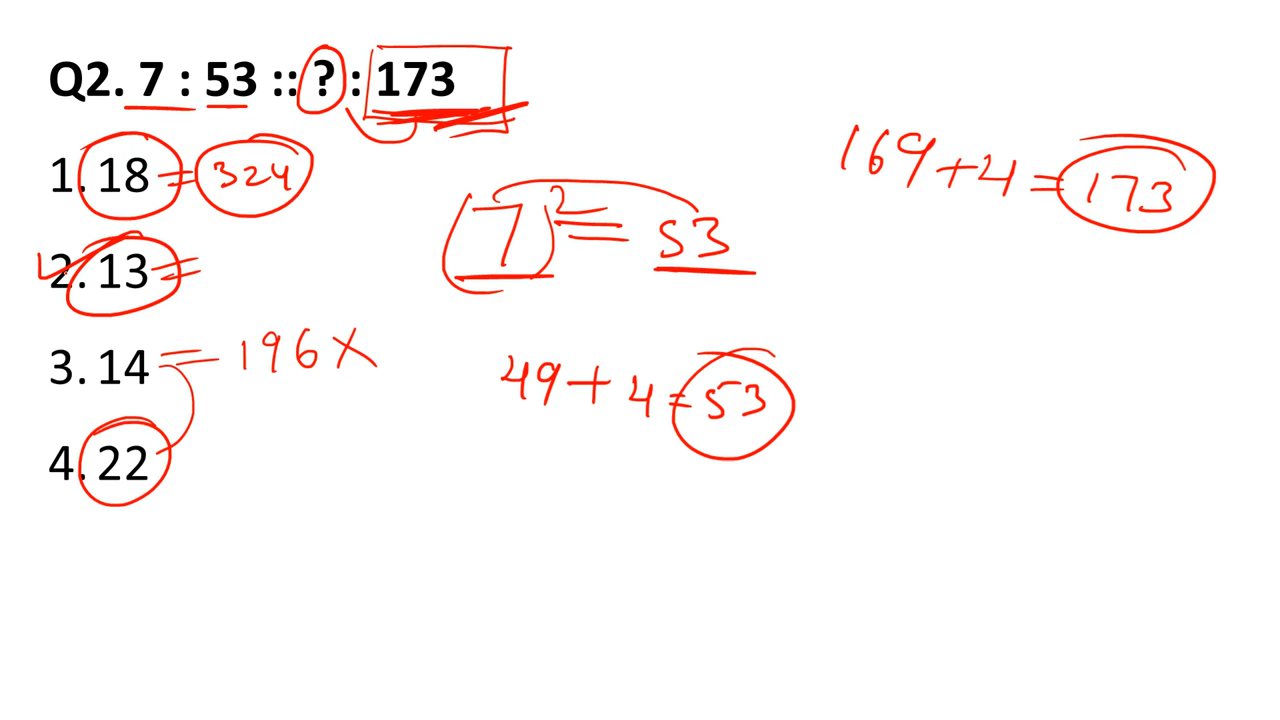 Q2. 7 : 53 :: ? : 173
1. 18 = 324
2. 13 =
3. 14 = 196 X
4. 22
(7)² = 53
49 + 4 = 53
169 + 4 = 173